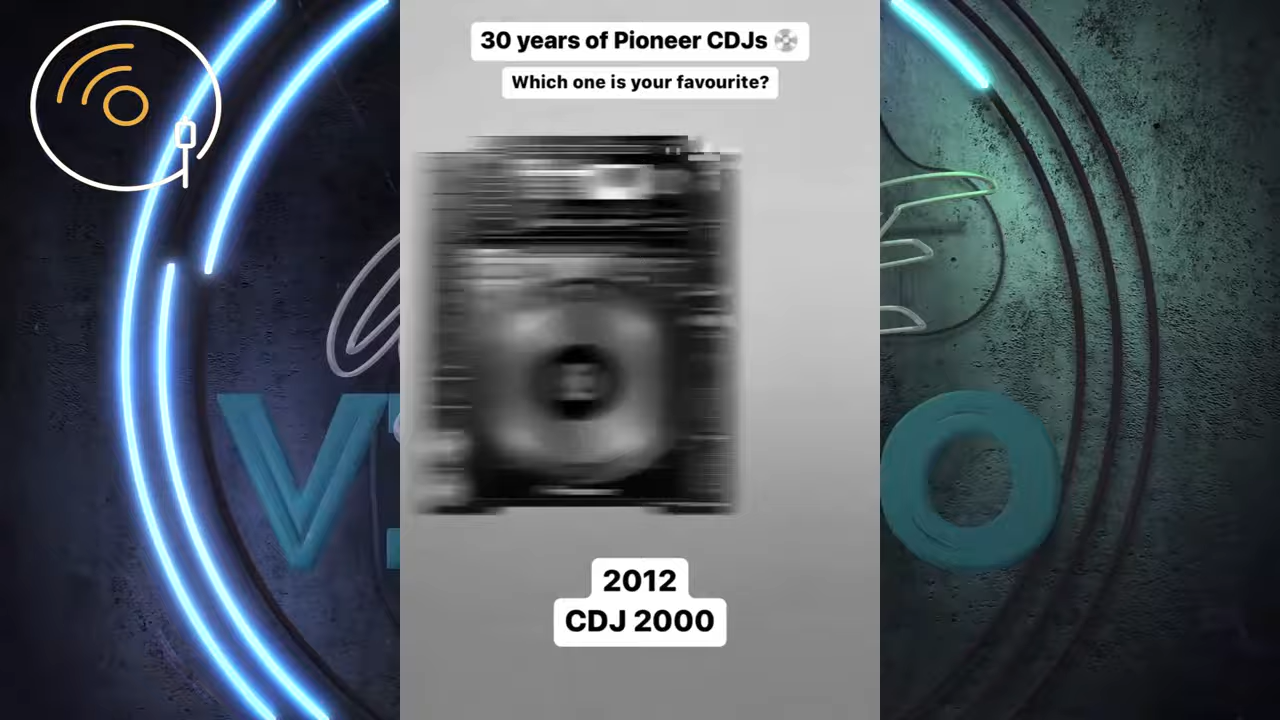 30 years of Pioneer CDJs 💿
Which one is your favourite?
2012
CDJ 2000